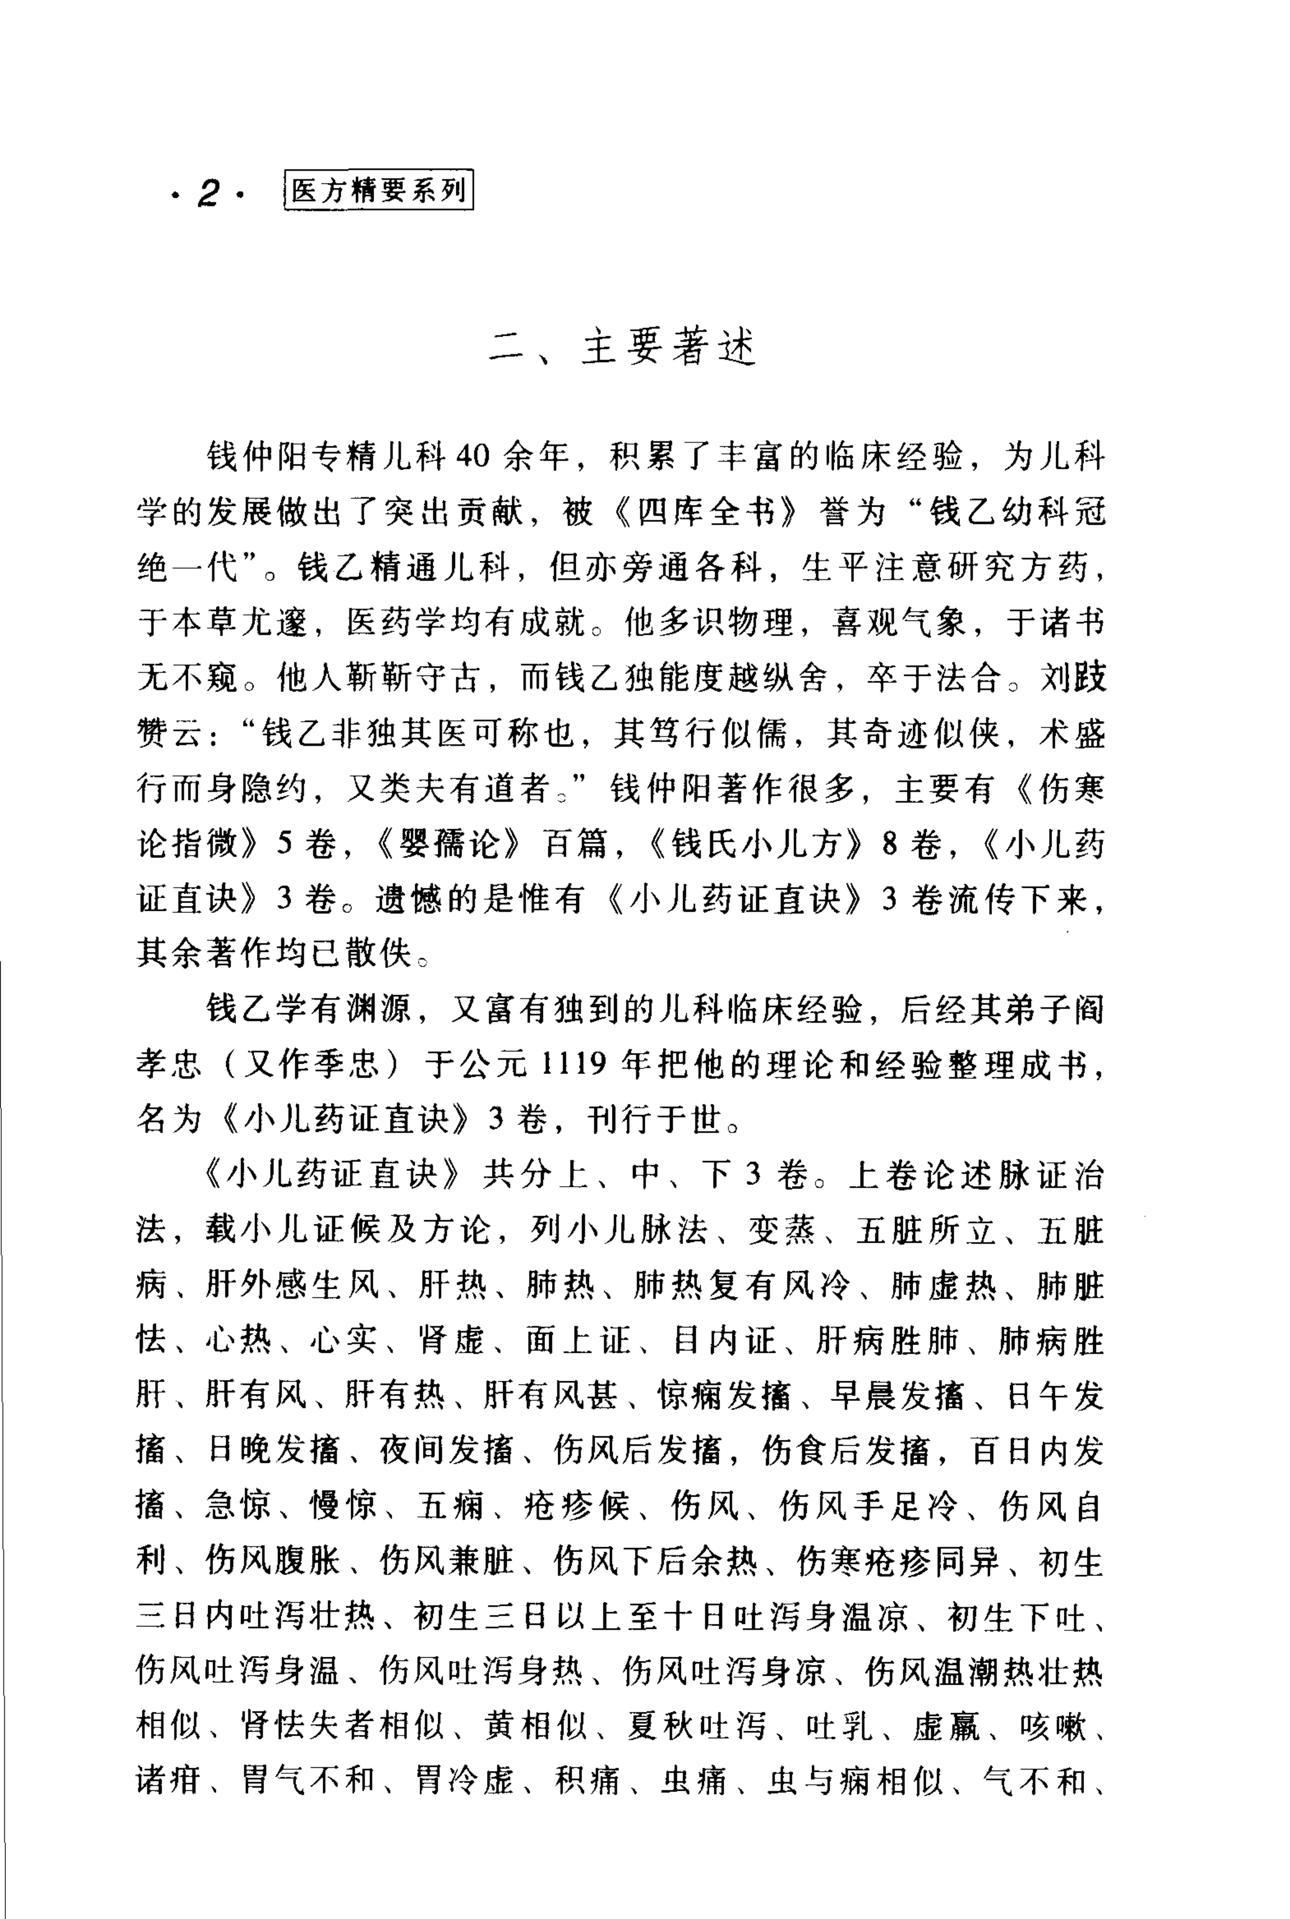 ·2· 医方精要系列
二、主要著述
钱仲阳专精儿科 40 余年，积累了丰富的临床经验，为儿科
学的发展做出了突出贡献，被《四库全书》誉为“钱乙幼科冠
绝一代”。钱乙精通儿科，但亦旁通各科，生平注意研究方药，
于本草尤邃，医药学均有成就。他多识物理，喜观气象，于诸书
无不窥。他人靳靳守古，而钱乙独能度越纵舍，卒于法合。刘跂
赞云：“钱乙非独其医可称也，其笃行似儒，其奇迹似侠，术盛
行而身隐约，又类夫有道者。”钱仲阳著作很多，主要有《伤寒
论指微》5 卷，《婴孺论》百篇，《钱氏小儿方》8 卷，《小儿药
证直诀》3 卷。遗憾的是惟有《小儿药证直诀》3 卷流传下来，
其余著作均已散佚。
钱乙学有渊源，又富有独到的儿科临床经验，后经其弟子阎
孝忠（又作季忠）于公元 1119 年把他的理论和经验整理成书，
名为《小儿药证直诀》3 卷，刊行于世。
《小儿药证直诀》共分上、中、下 3 卷。上卷论述脉证治
法，载小儿证候及方论，列小儿脉法、变蒸、五脏所立、五脏
病、肝外感生风、肝热、肺热、肺热复有风冷、肺虚热、肺脏
怯、心热、心实、肾虚、面上证、目内证、肝病胜肺、肺病胜
肝、肝有风、肝有热、肝有风甚、惊痫发搐、早晨发搐、日午发
搐、日晚发搐、夜间发搐、伤风后发搐，伤食后发搐，百日内发
搐、急惊、慢惊、五痫、疮疹候、伤风、伤风手足冷、伤风自
利、伤风腹胀、伤风兼脏、伤风下后余热、伤寒疮疹同异、初生
三日内吐泻壮热、初生三日以上至十日吐泻身温凉、初生下吐、
伤风吐泻身温、伤风吐泻身热、伤风吐泻身凉、伤风温潮热壮热
相似、肾怯失者相似、黄相似、夏秋吐泻、吐乳、虚羸、咳嗽、
诸疳、胃气不和、胃冷虚、积痛、虫痛、虫与痫相似、气不和、